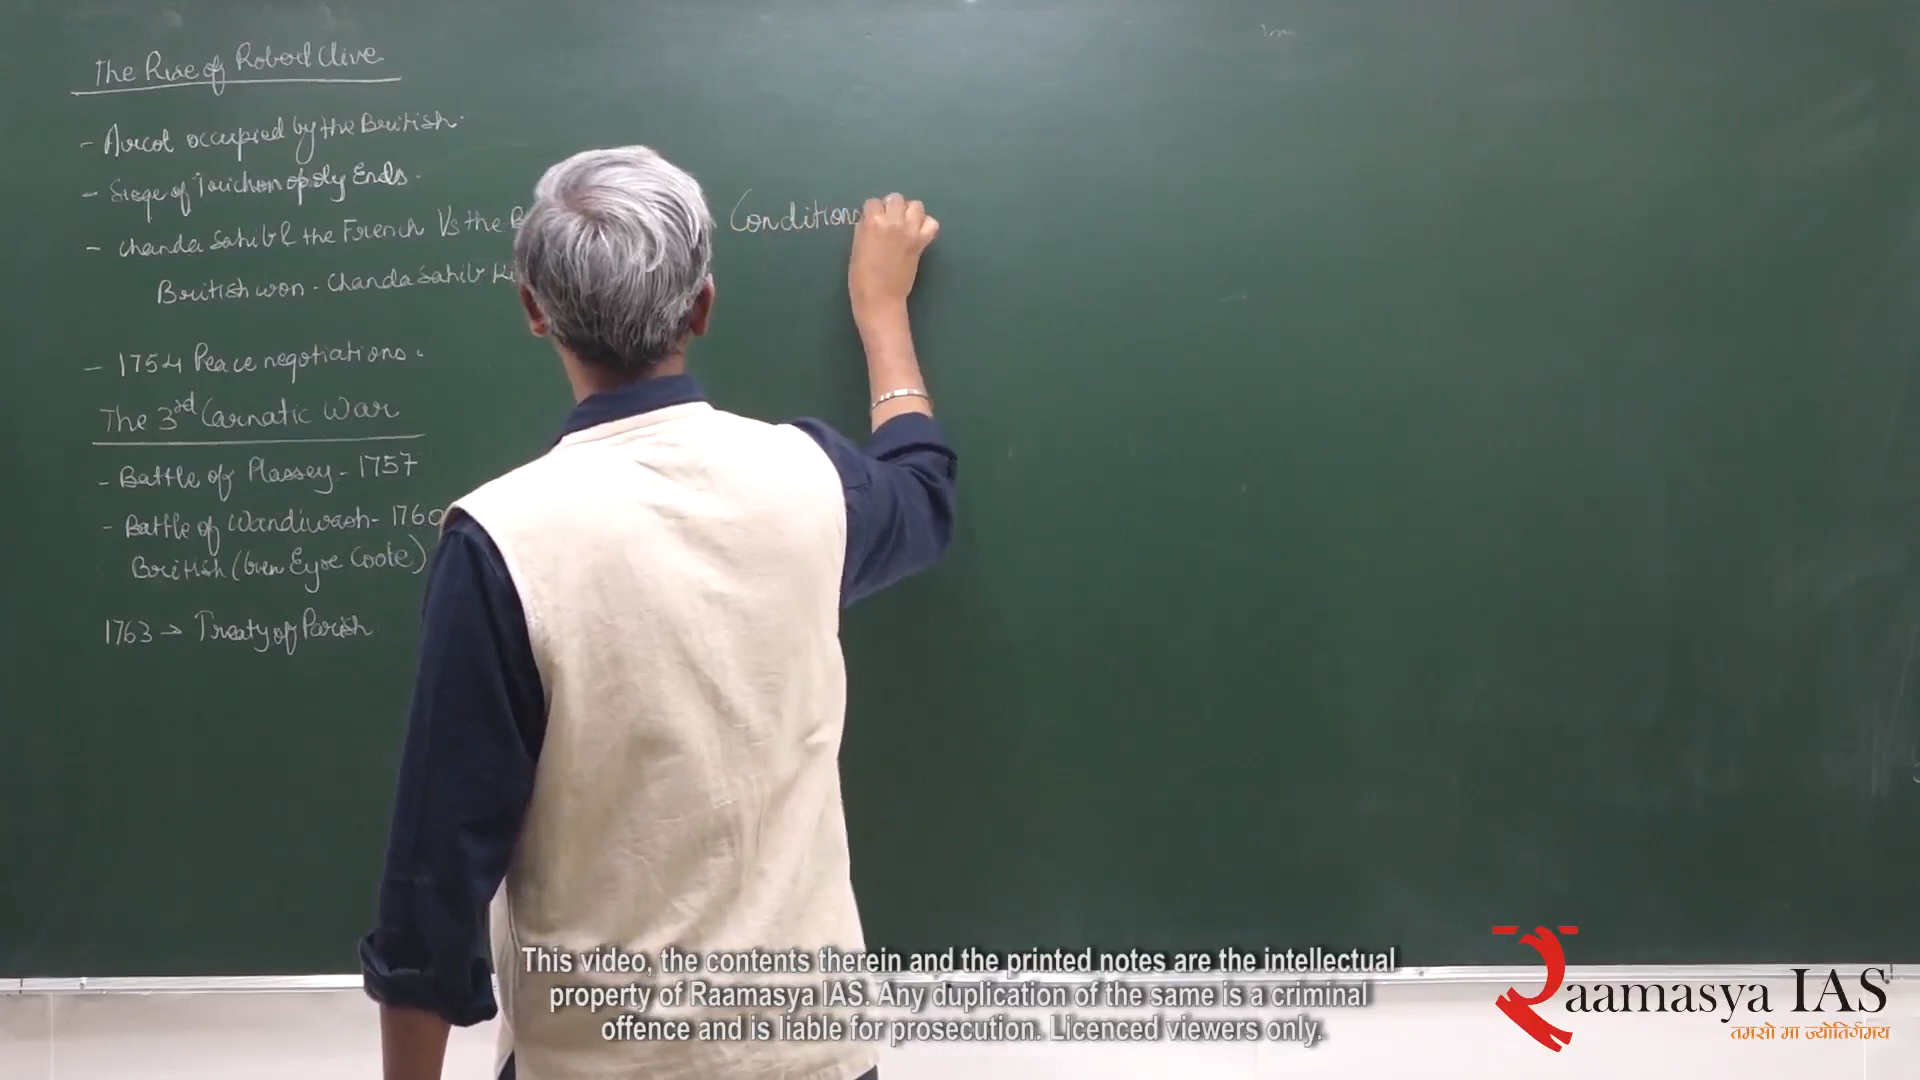 The Rise of Robert Clive
- Arcot occupied by the British.
- Siege of Trichonopoly Ends.
- Chanda Sahib & the French Vs the B
British won - Chanda Sahib Ki
- 1754 Peace negotiations.
The 3rd Carnatic War
- Battle of Plassey - 1757
- Battle of Wandiwash - 1760
British (Gen Eyre Coote)
1763 → Treaty of Parish
Conditions
This video, the contents therein and the printed notes are the intellectual
property of Raamasya IAS. Any duplication of the same is a criminal
offence and is liable for prosecution. Licenced viewers only.
Raamasya IAS®
तमसो मा ज्योतिर्गमय